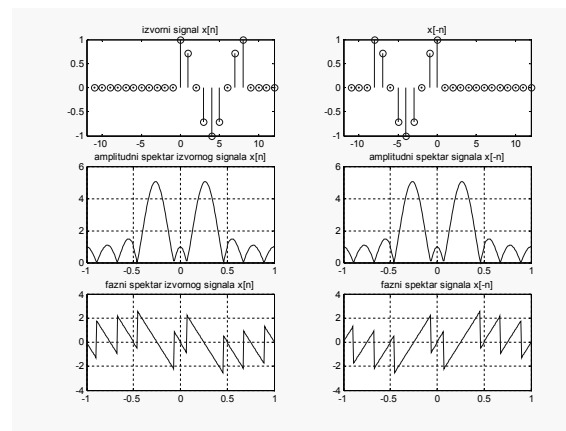 izvorni signal x[n]
x[-n]
1
0.5
0
-0.5
-1
-10 -5 0 5 10
1
0.5
0
-0.5
-1
-10 -5 0 5 10
amplitudni spektar izvornog signala x[n]
amplitudni spektar signala x[-n]
6
4
2
0
-1 -0.5 0 0.5 1
6
4
2
0
-1 -0.5 0 0.5 1
fazni spektar izvornog signala x[n]
fazni spektar signala x[-n]
4
2
0
-2
-4
-1 -0.5 0 0.5 1
4
2
0
-2
-4
-1 -0.5 0 0.5 1